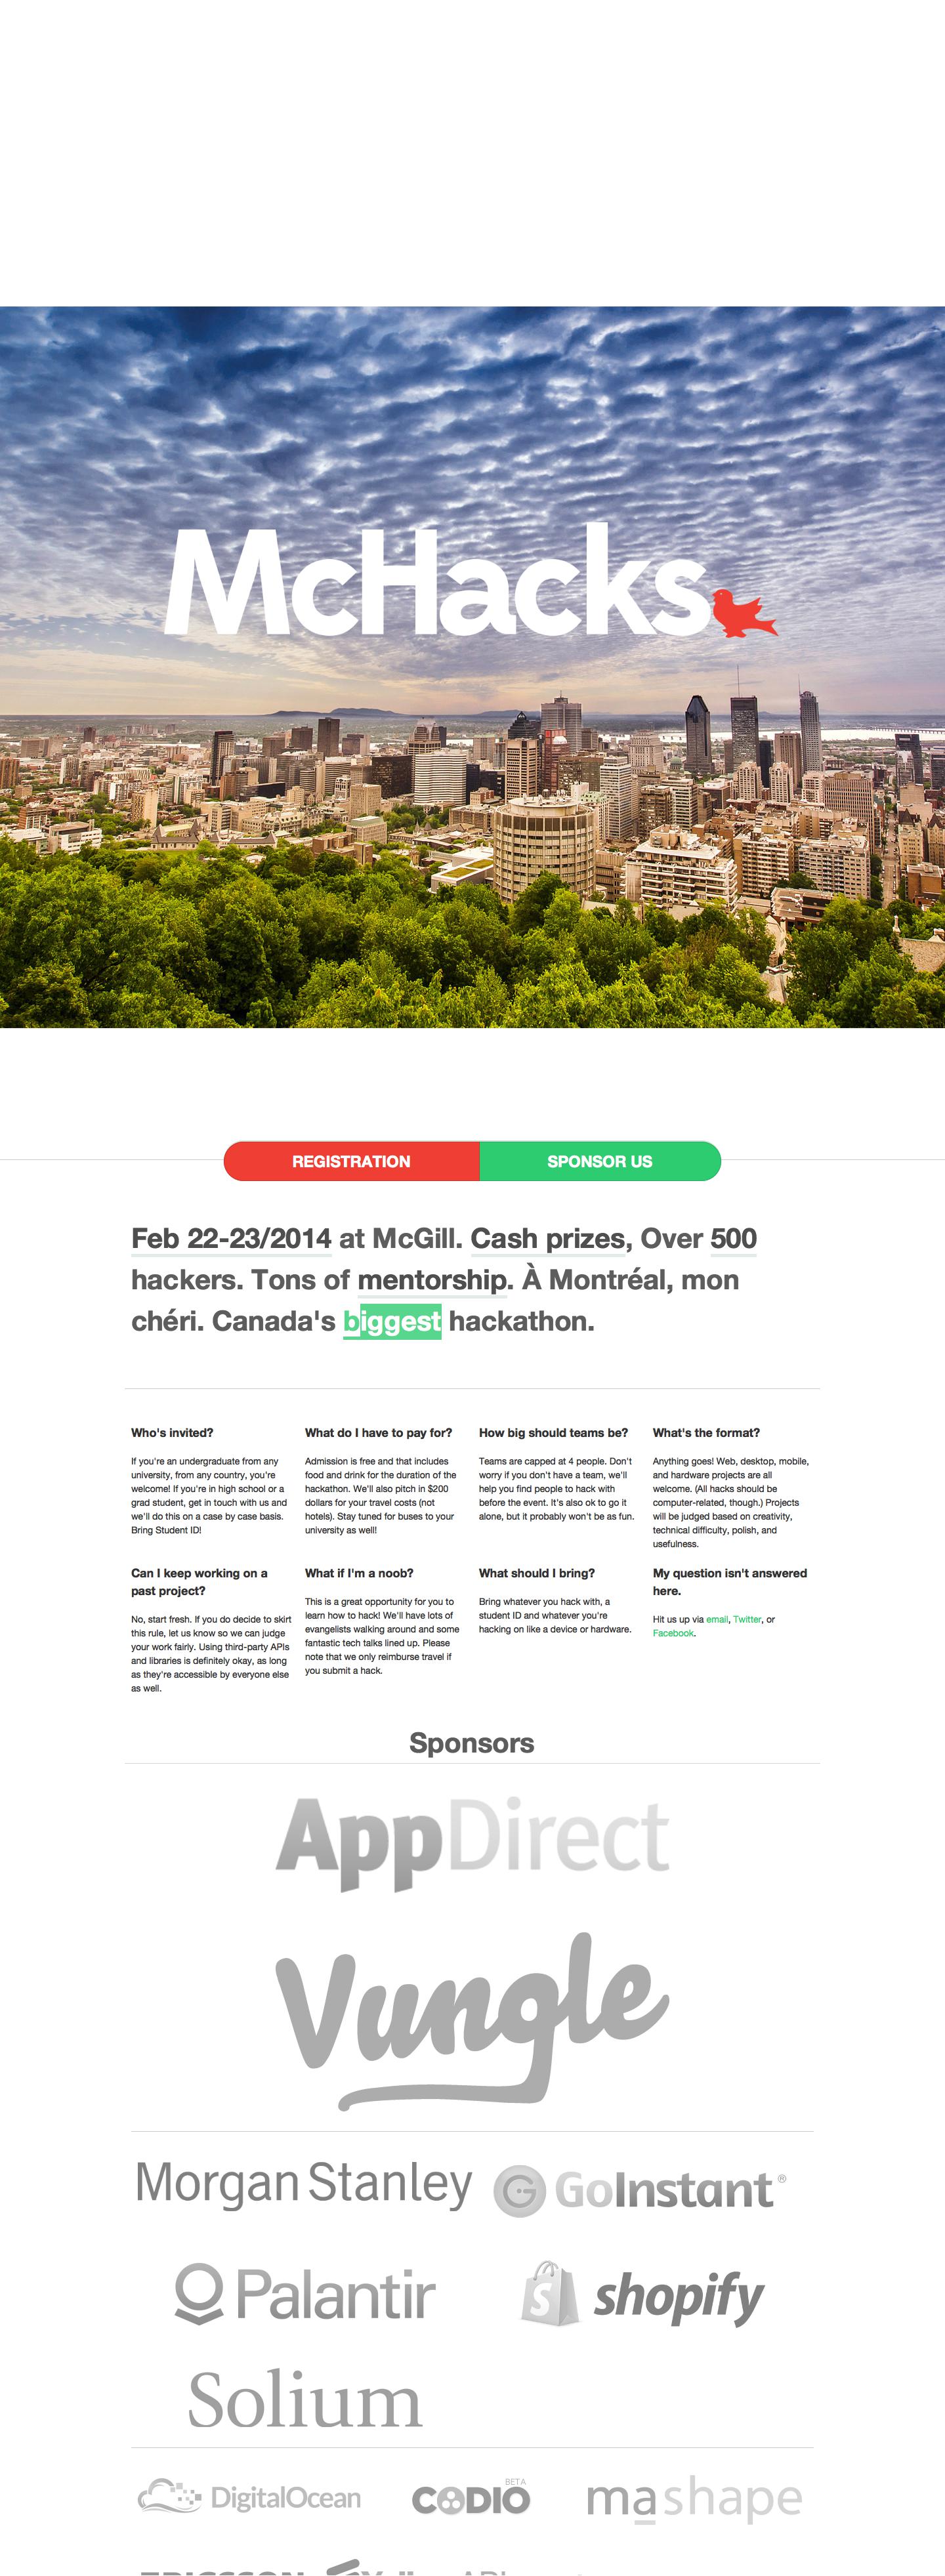 McHacks
REGISTRATION
SPONSOR US
Feb 22-23/2014 at McGill. Cash prizes, Over 500
hackers. Tons of mentorship. À Montréal, mon
chéri. Canada's biggest hackathon.
Who's invited?
If you're an undergraduate from any
university, from any country, you're
welcome! If you're in high school or a
grad student, get in touch with us and
we'll do this on a case by case basis.
Bring Student ID!
What do I have to pay for?
Admission is free and that includes
food and drink for the duration of the
hackathon. We'll also pitch in $200
dollars for your travel costs (not
hotels). Stay tuned for buses to your
university as well!
How big should teams be?
Teams are capped at 4 people. Don't
worry if you don't have a team, we'll
help you find people to hack with
before the event. It's also ok to go it
alone, but it probably won't be as fun.
What's the format?
Anything goes! Web, desktop, mobile,
and hardware projects are all
welcome. (All hacks should be
computer-related, though.) Projects
will be judged based on creativity,
technical difficulty, polish, and
usefulness.
Can I keep working on a
past project?
No, start fresh. If you do decide to skirt
this rule, let us know so we can judge
your work fairly. Using third-party APIs
and libraries is definitely okay, as long
as they're accessible by everyone else
as well.
What if I'm a noob?
This is a great opportunity for you to
learn how to hack! We'll have lots of
evangelists walking around and some
fantastic tech talks lined up. Please
note that we only reimburse travel if
you submit a hack.
What should I bring?
Bring whatever you hack with, a
student ID and whatever you're
hacking on like a device or hardware.
My question isn't answered
here.
Hit us up via email, Twitter, or
Facebook.
Sponsors
AppDirect
Vungle
Morgan Stanley
GoInstant®
Palantir
shopify
Solium
DigitalOcean
CODIO BETA
mashape